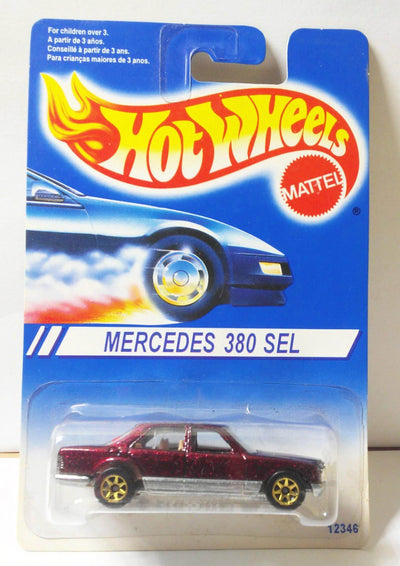 For children over 3.
A partir de 3 años.
Conseillé à partir de 3 ans.
Para crianças maiores de 3 anos.
HOT WHEELS
MATTEL
®
MERCEDES 380 SEL
12346